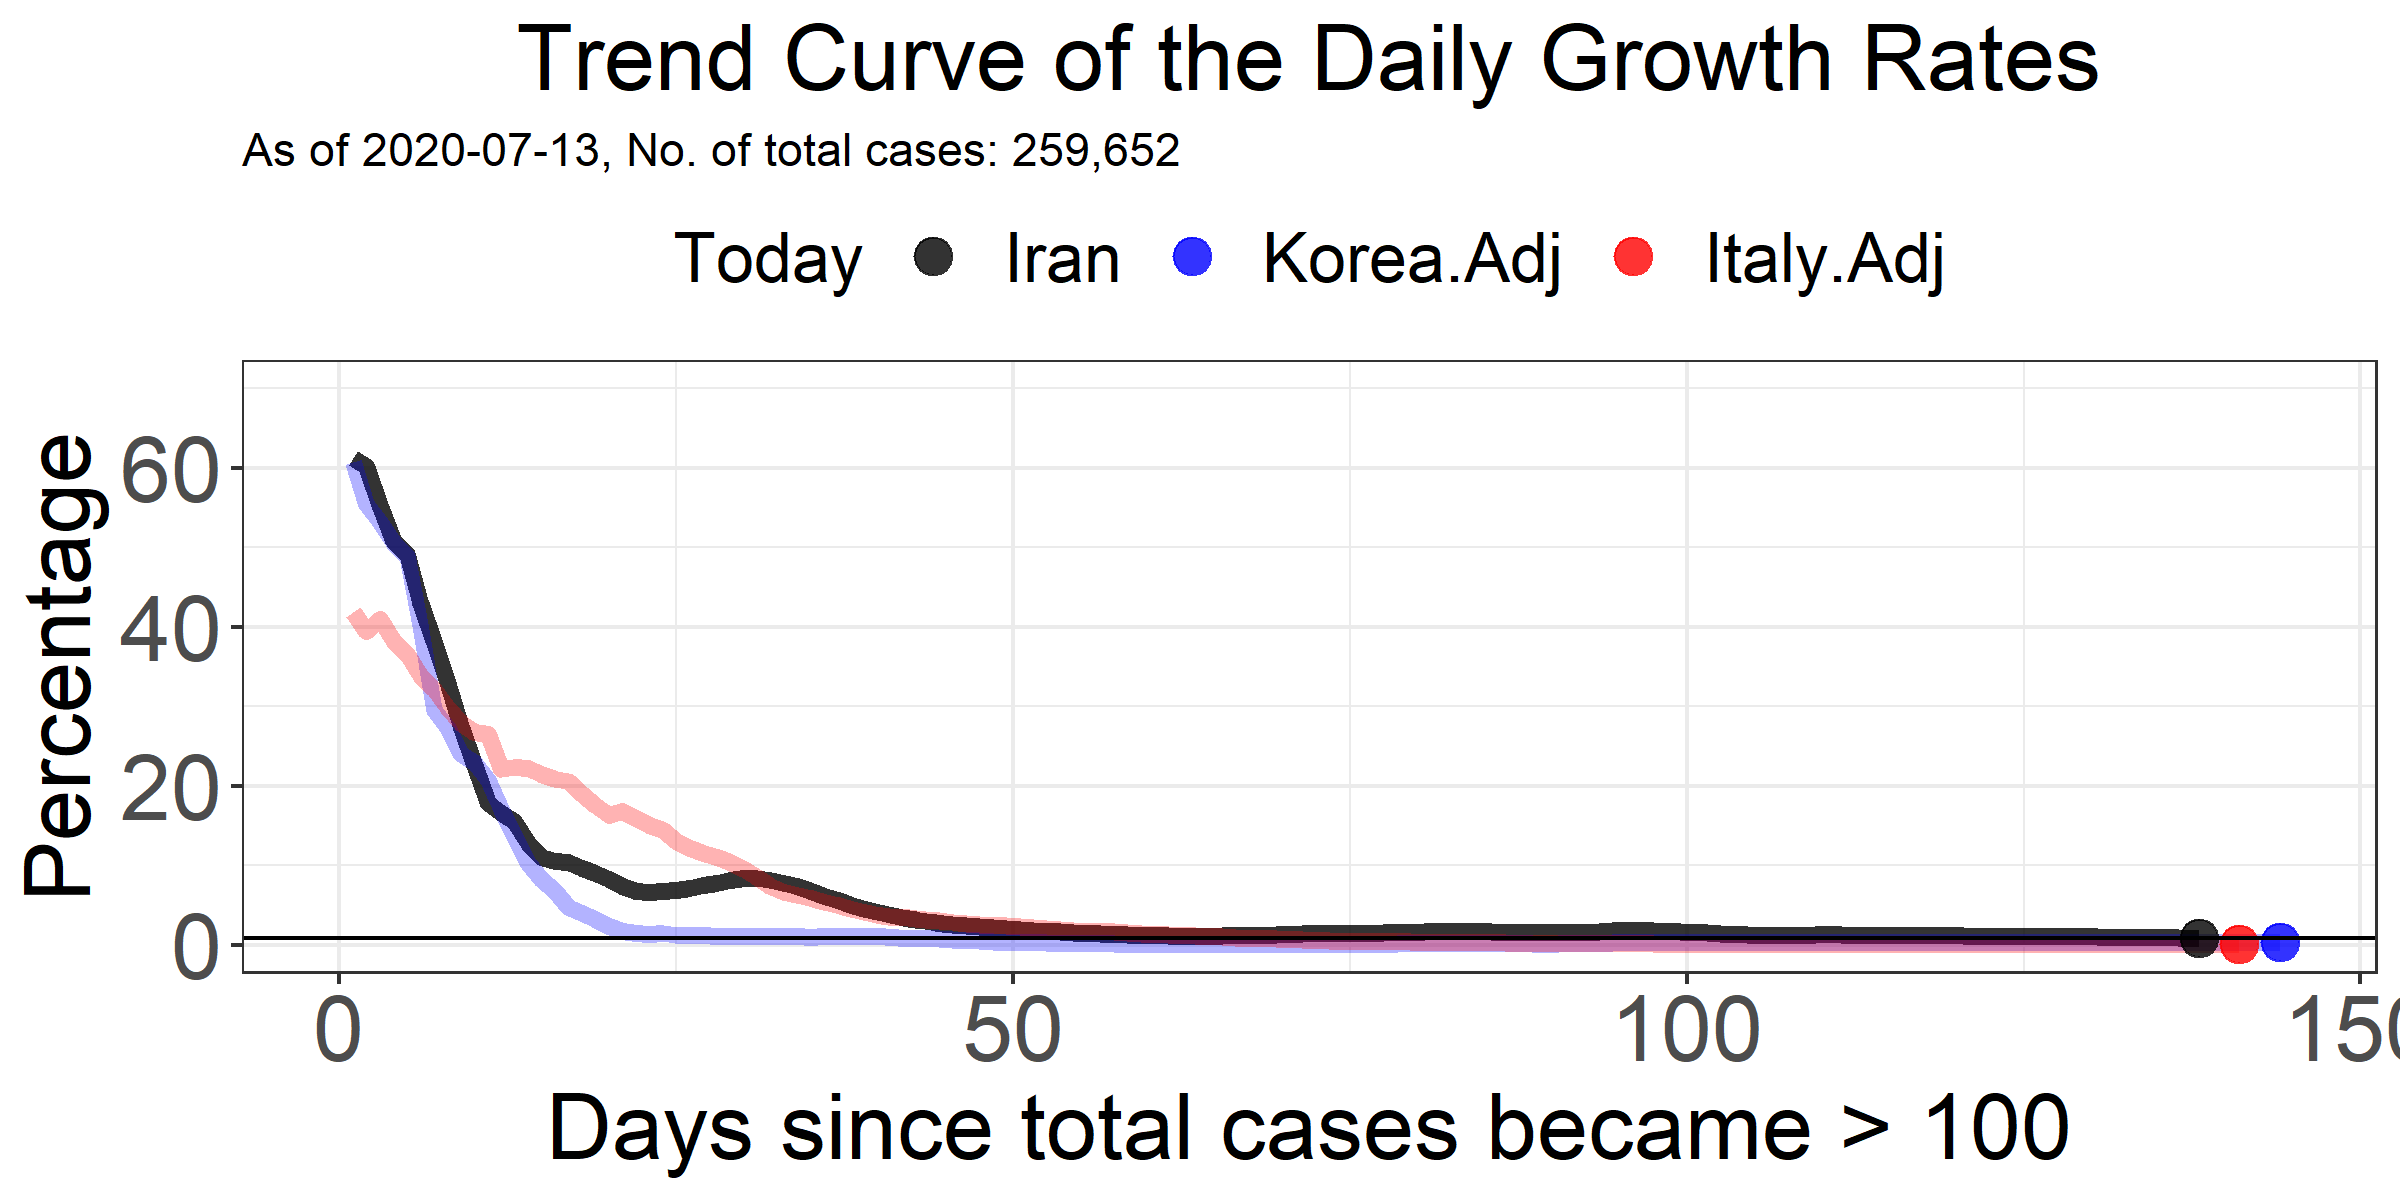 Trend Curve of the Daily Growth Rates
As of 2020-07-13, No. of total cases: 259,652
Today Iran Korea.Adj Italy.Adj
Percentage
60
40
20
0
0 50 100 150
Days since total cases became > 100